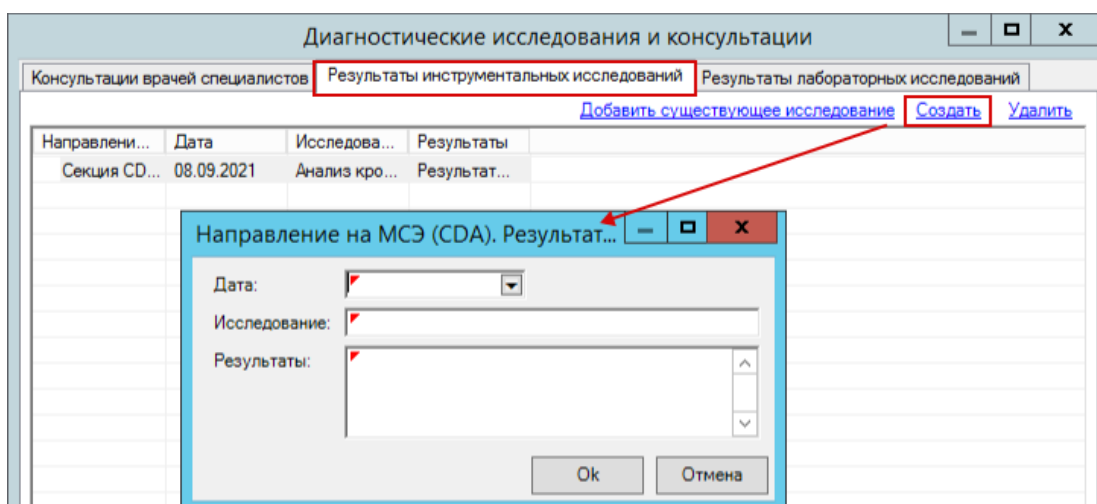 Диагностические исследования и консультации
Консультации врачей специалистов Результаты инструментальных исследований Результаты лабораторных исследований
Добавить существующее исследование Создать Удалить
Направлени... Дата Исследова... Результаты
Секция CD... 08.09.2021 Анализ кро... Результат...
Направление на МСЭ (CDA). Результат...
Дата:
Исследование:
Результаты:
Ok Отмена